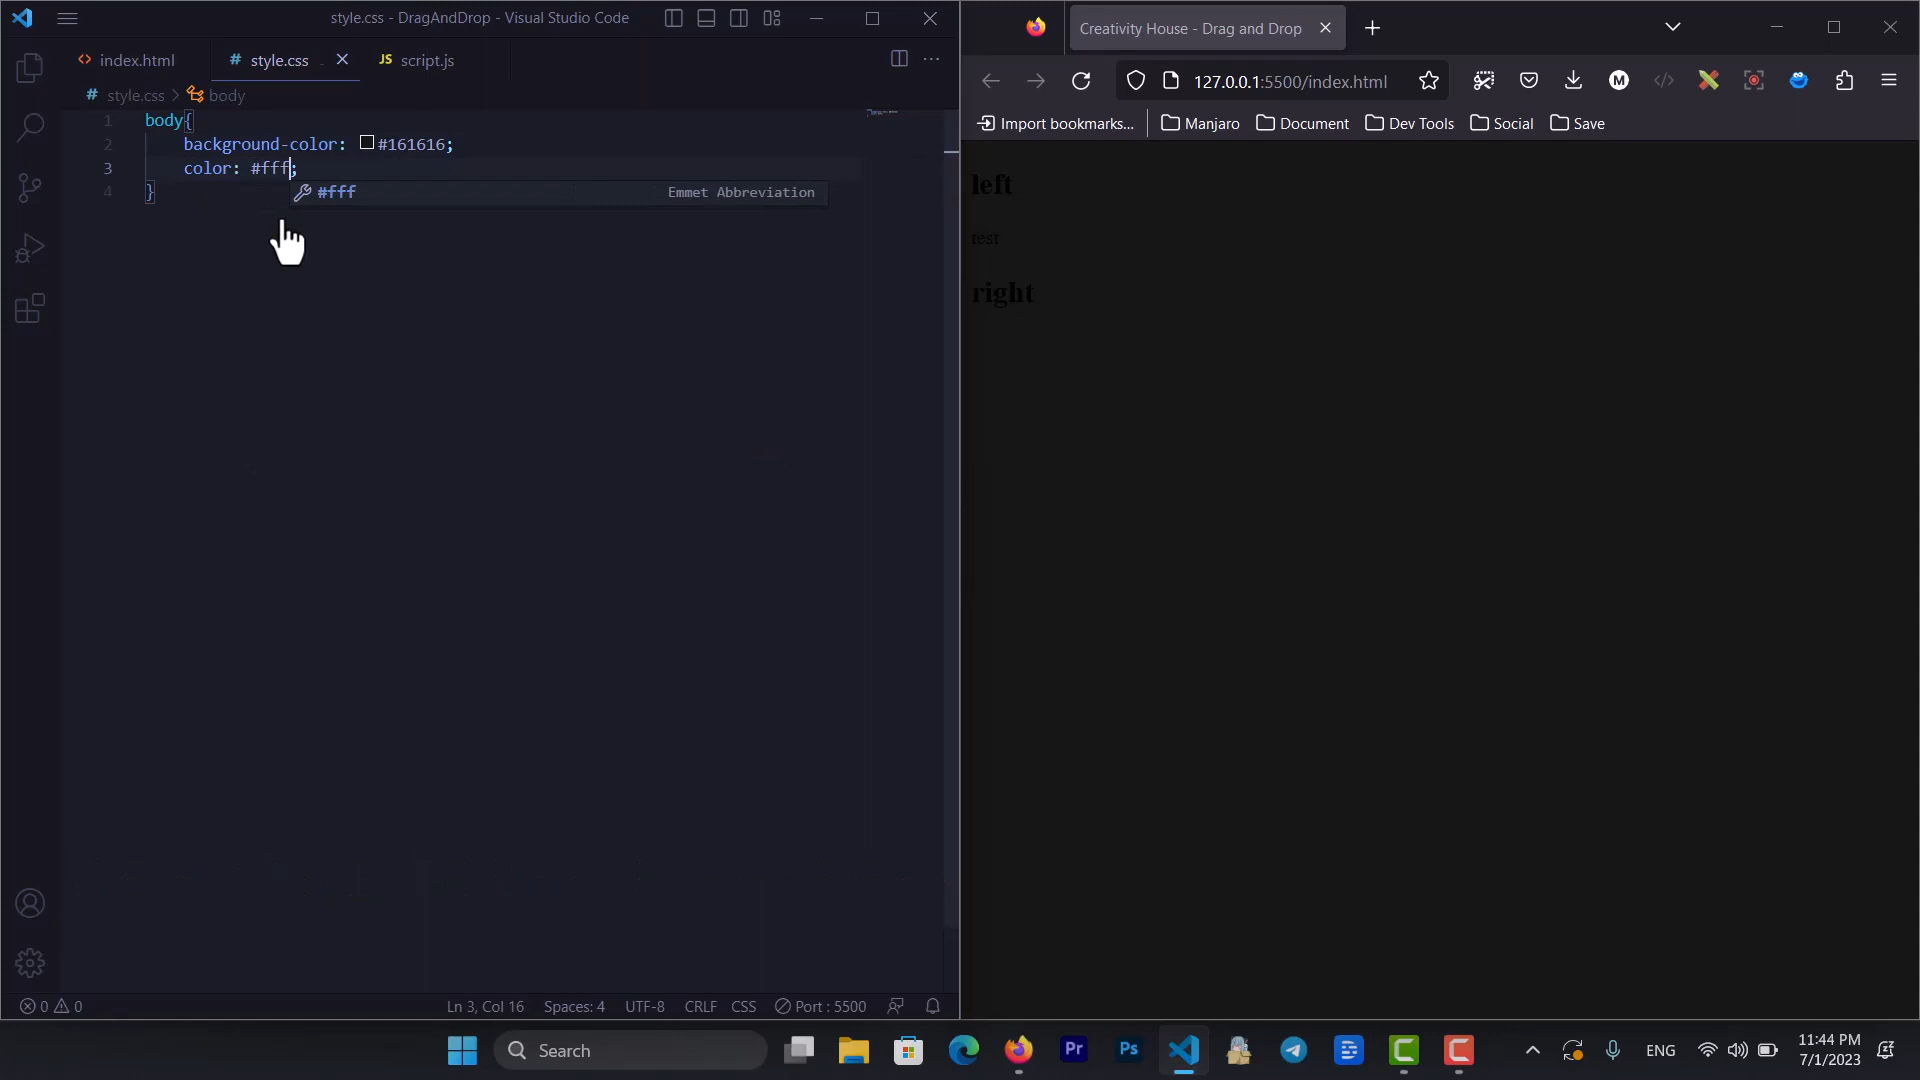 style.css - DragAndDrop - Visual Studio Code
index.html
# style.css
JS script.js
# style.css > body
1 body{
2 background-color: #161616;
3 color: #fff;
4 }
#fff Emmet Abbreviation
0 0
Ln 3, Col 16 Spaces: 4 UTF-8 CRLF CSS Port : 5500
Creativity House - Drag and Drop
127.0.0.1:5500/index.html
M
Import bookmarks... Manjaro Document Dev Tools Social Save
left
test
right
Search
Pr
Ps
ENG
11:44 PM
7/1/2023